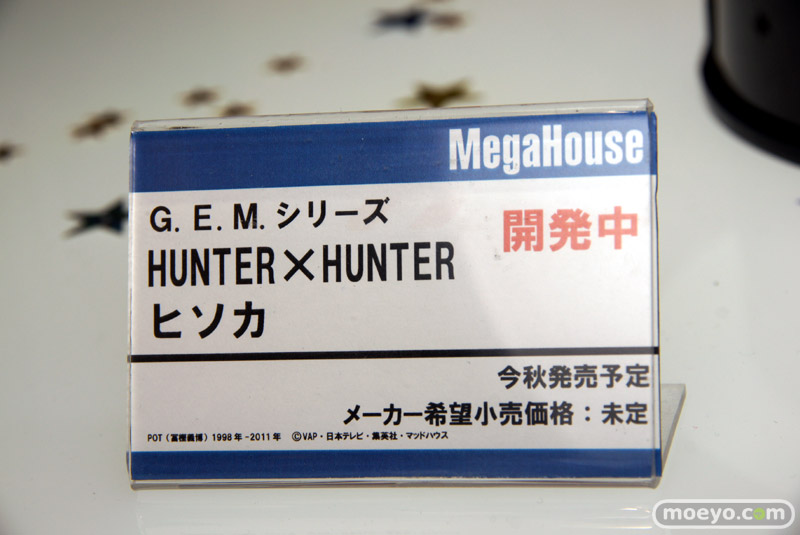 MegaHouse
G.E.M.シリーズ
開発中
HUNTER×HUNTER
ヒソカ
今秋発売予定
メーカー希望小売価格：未定
POT（冨樫義博）1998年-2011年 ©VAP・日本テレビ・集英社・マッドハウス
moeyo.com